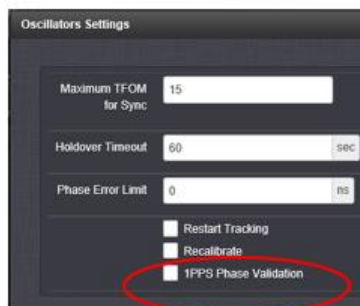 Oscillators Settings
Maximum TFOM
for Sync
15
Holdover Timeout
60
sec
Phase Error Limit
0
ns
Restart Tracking
Recalibrate
1PPS Phase Validation